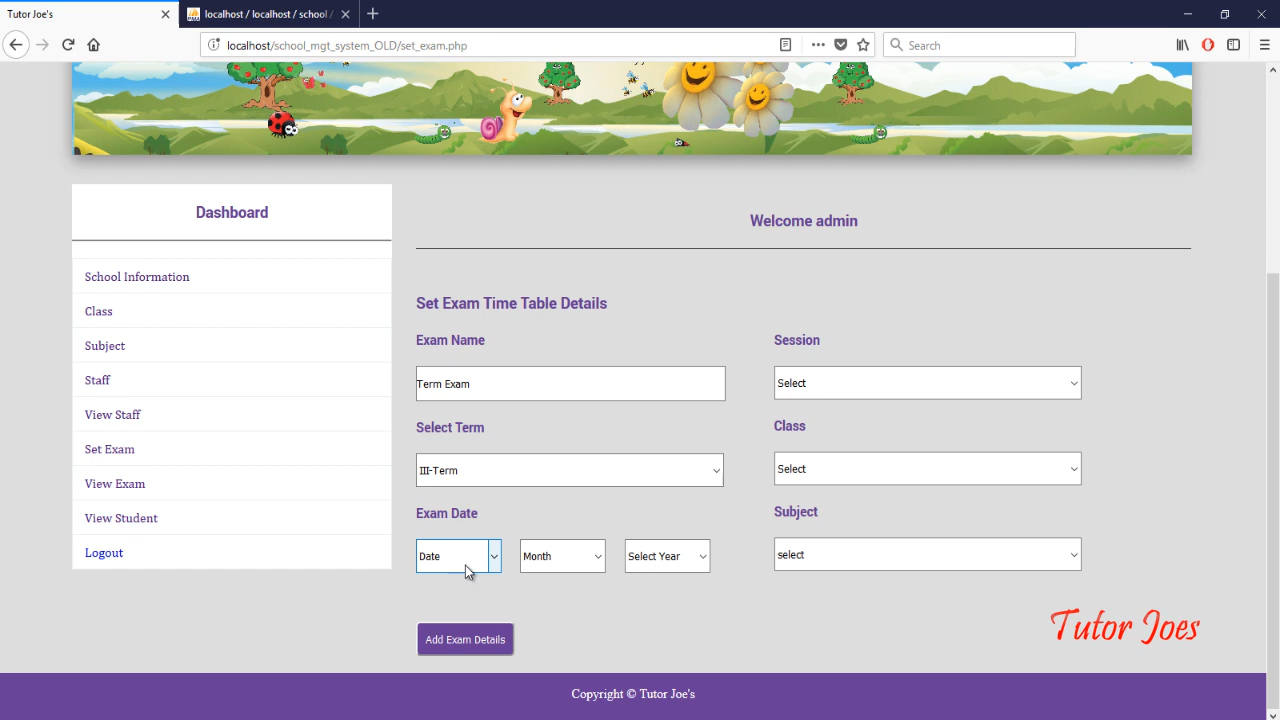 Tutor Joe's
localhost / localhost / school /
localhost/school_mgt_system_OLD/set_exam.php
Search
Dashboard
School Information
Class
Subject
Staff
View Staff
Set Exam
View Exam
View Student
Logout
Welcome admin
Set Exam Time Table Details
Exam Name
Session
Term Exam
Select
Select Term
Class
III-Term
Select
Exam Date
Subject
Date
Month
Select Year
select
Add Exam Details
Tutor Joes
Copyright © Tutor Joe's